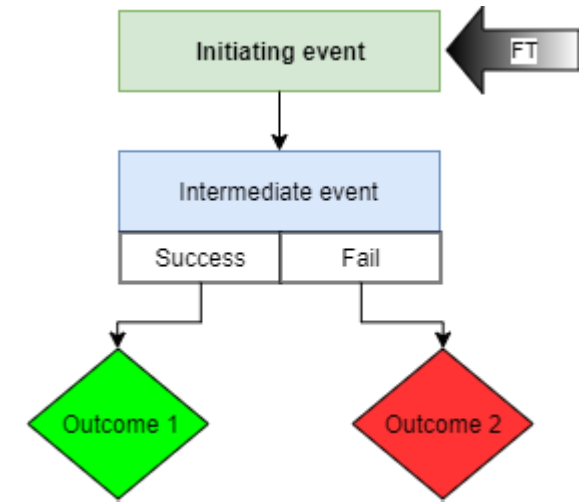 Initiating event
FT
Intermediate event
Success
Fail
Outcome 1
Outcome 2